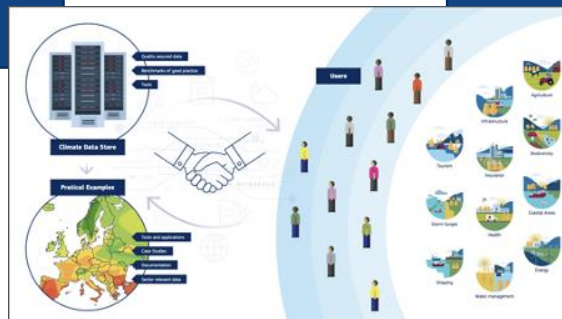 Quality assured data
Benchmarks of good practice
Tools
Climate Data Store
Pratical Examples
Tools and applications
Case Studies
Documentation
Sector relevant data
Users
Agriculture
Infrastructure
Biodiversity
Tourism
Insurance
Coastal Areas
Storm Surges
Health
Energy
Shipping
Water management